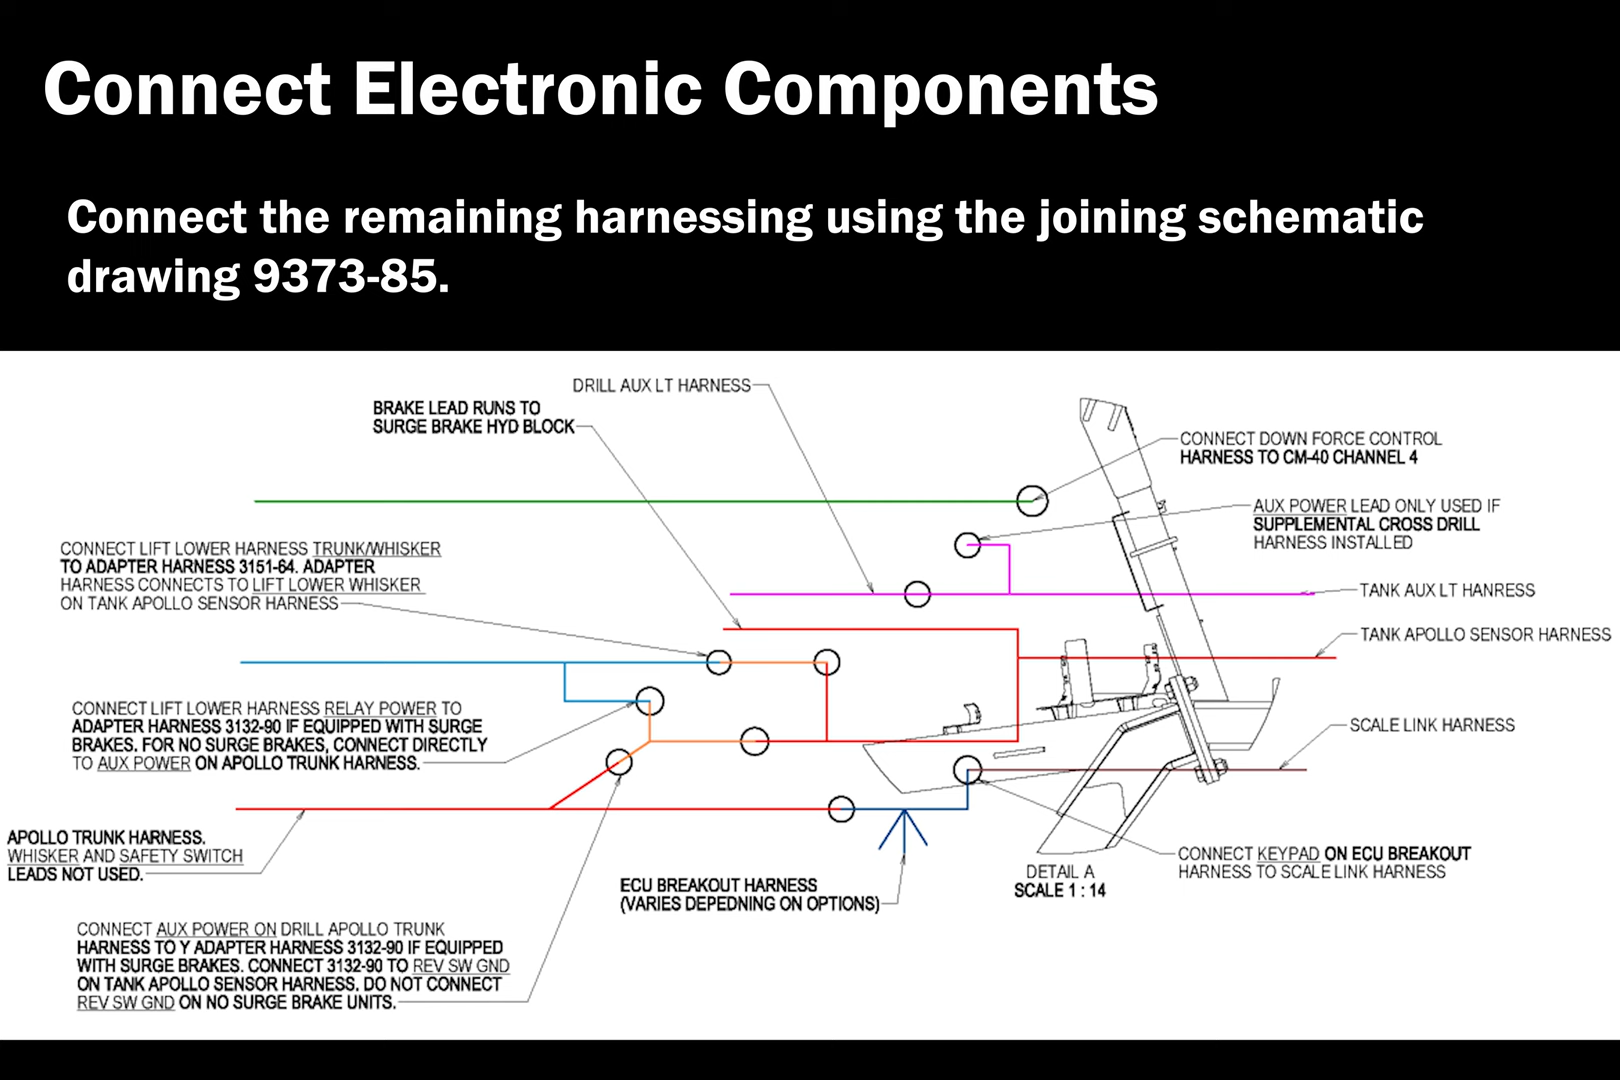 Connect Electronic Components
Connect the remaining harnessing using the joining schematic
drawing 9373-85.
DRILL AUX LT HARNESS
BRAKE LEAD RUNS TO
SURGE BRAKE HYD BLOCK
CONNECT DOWN FORCE CONTROL
HARNESS TO CM-40 CHANNEL 4
AUX POWER LEAD ONLY USED IF
SUPPLEMENTAL CROSS DRILL
HARNESS INSTALLED
CONNECT LIFT LOWER HARNESS TRUNK/WHISKER
TO ADAPTER HARNESS 3151-64. ADAPTER
HARNESS CONNECTS TO LIFT LOWER WHISKER
ON TANK APOLLO SENSOR HARNESS
TANK AUX LT HANRESS
TANK APOLLO SENSOR HARNESS
CONNECT LIFT LOWER HARNESS RELAY POWER TO
ADAPTER HARNESS 3132-90 IF EQUIPPED WITH SURGE
BRAKES. FOR NO SURGE BRAKES, CONNECT DIRECTLY
TO AUX POWER ON APOLLO TRUNK HARNESS.
SCALE LINK HARNESS
APOLLO TRUNK HARNESS.
WHISKER AND SAFETY SWITCH
LEADS NOT USED.
ECU BREAKOUT HARNESS
(VARIES DEPEDNING ON OPTIONS)
DETAIL A
SCALE 1 : 14
CONNECT KEYPAD ON ECU BREAKOUT
HARNESS TO SCALE LINK HARNESS
CONNECT AUX POWER ON DRILL APOLLO TRUNK
HARNESS TO Y ADAPTER HARNESS 3132-90 IF EQUIPPED
WITH SURGE BRAKES. CONNECT 3132-90 TO REV SW GND
ON TANK APOLLO SENSOR HARNESS. DO NOT CONNECT
REV SW GND ON NO SURGE BRAKE UNITS.